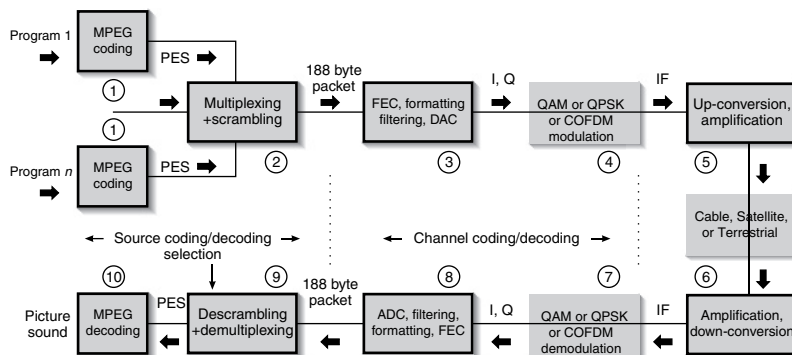 Program 1
MPEG
coding
PES
1
188 byte
packet
I, Q
IF
Multiplexing
+scrambling
FEC, formatting
filtering, DAC
QAM or QPSK
or COFDM
modulation
Up-conversion,
amplification
1
2
3
4
5
Program n
MPEG
coding
PES
Cable, Satellite,
or Terrestrial
Source coding/decoding
selection
Channel coding/decoding
10
9
8
7
6
Picture
sound
MPEG
decoding
PES
Descrambling
+demultiplexing
188 byte
packet
ADC, filtering,
formatting, FEC
I, Q
QAM or QPSK
or COFDM
demodulation
IF
Amplification,
down-conversion